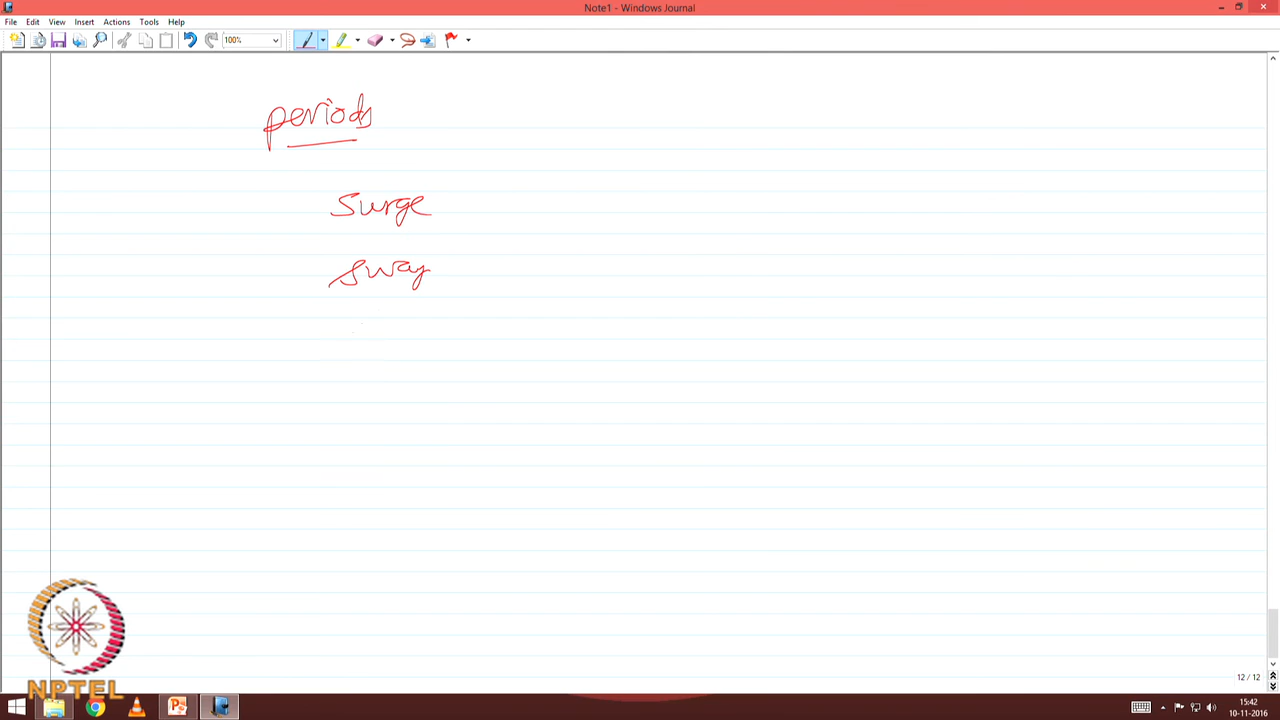 Note1 - Windows Journal
File Edit View Insert Actions Tools Help
100%
periods
surge
sway
12 / 12
NPTEL
15:42
10-11-2016